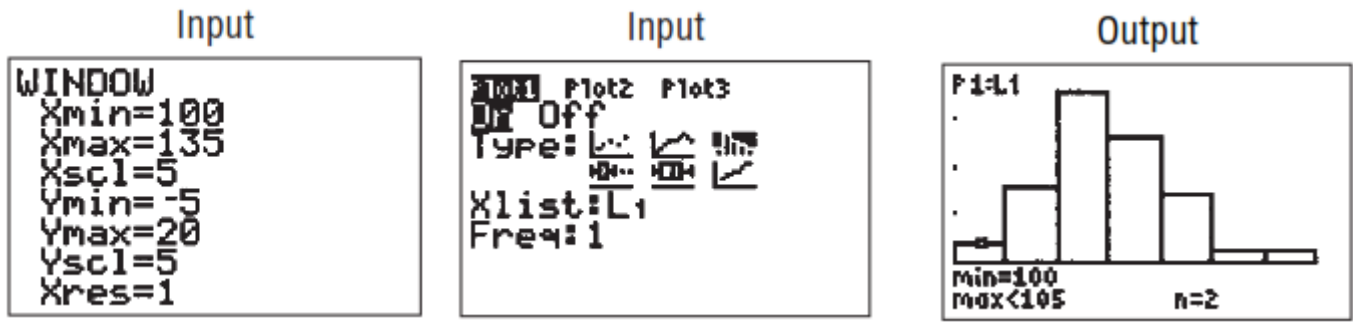 Input
Input
Output
WINDOW
Xmin=100
Xmax=135
Xscl=5
Ymin=-5
Ymax=20
Yscl=5
Xres=1
Plot1 Plot2 Plot3
On Off
Type:
Xlist:L1
Freq:1
P1:L1
min=100
max<105 n=2